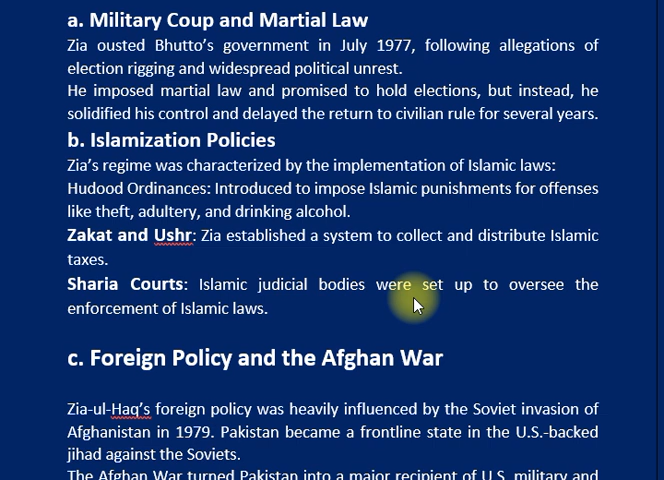 a. Military Coup and Martial Law
Zia ousted Bhutto's government in July 1977, following allegations of
election rigging and widespread political unrest.
He imposed martial law and promised to hold elections, but instead, he
solidified his control and delayed the return to civilian rule for several years.
b. Islamization Policies
Zia's regime was characterized by the implementation of Islamic laws:
Hudood Ordinances: Introduced to impose Islamic punishments for offenses
like theft, adultery, and drinking alcohol.
Zakat and Ushr: Zia established a system to collect and distribute Islamic
taxes.
Sharia Courts: Islamic judicial bodies were set up to oversee the
enforcement of Islamic laws.
c. Foreign Policy and the Afghan War
Zia-ul-Haq's foreign policy was heavily influenced by the Soviet invasion of
Afghanistan in 1979. Pakistan became a frontline state in the U.S.-backed
jihad against the Soviets.
The Afghan War turned Pakistan into a major recipient of U.S. military and